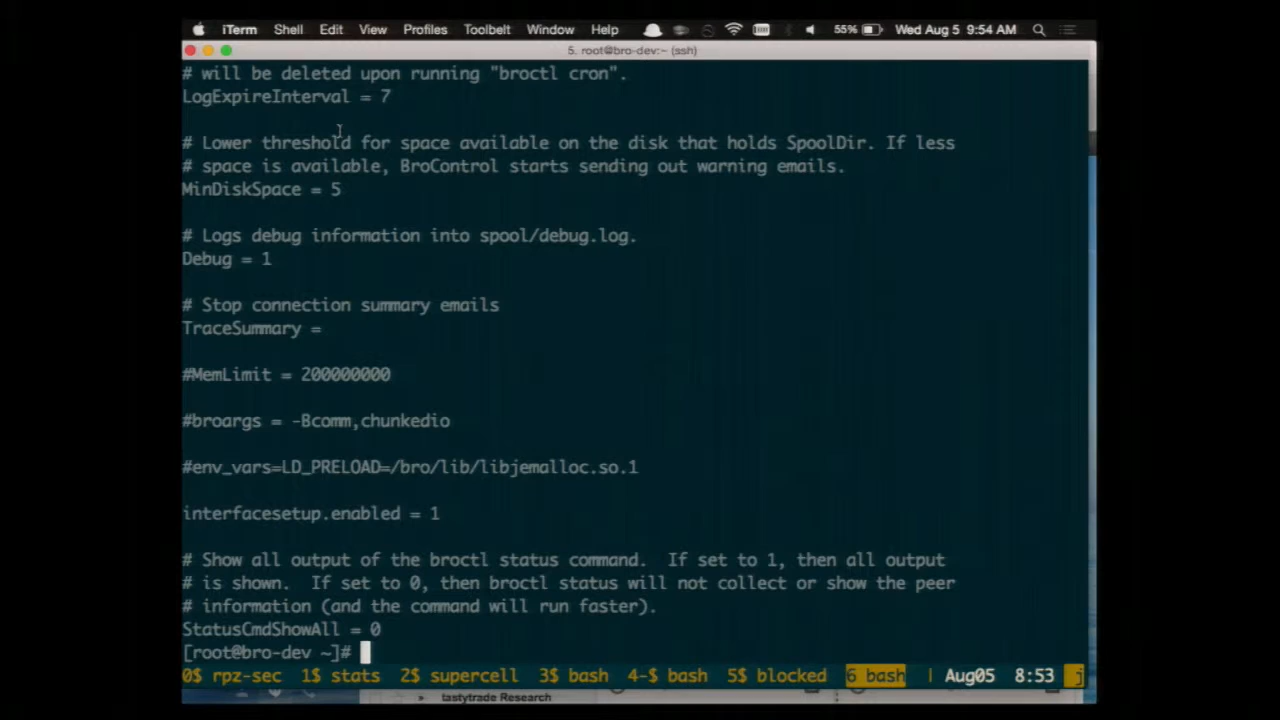 iTerm Shell Edit View Profiles Toolbelt Window Help 55% Wed Aug 5 9:54 AM
5. root@bro-dev:~ (ssh)
# will be deleted upon running "broctl cron".
LogExpireInterval = 7
# Lower threshold for space available on the disk that holds SpoolDir. If less
# space is available, BroControl starts sending out warning emails.
MinDiskSpace = 5
# Logs debug information into spool/debug.log.
Debug = 1
# Stop connection summary emails
TraceSummary =
#MemLimit = 200000000
#broargs = -Bcomm,chunkedio
#env_vars=LD_PRELOAD=/bro/lib/libjemalloc.so.1
interfacesetup.enabled = 1
# Show all output of the broctl status command.  If set to 1, then all output
# is shown.  If set to 0, then broctl status will not collect or show the peer
# information (and the command will run faster).
StatusCmdShowAll = 0
[root@bro-dev ~]#
0$ rpz-sec 1$ stats 2$ supercell 3$ bash 4-$ bash 5$ blocked 6 bash | Aug05 8:53 j
tastytrade Research